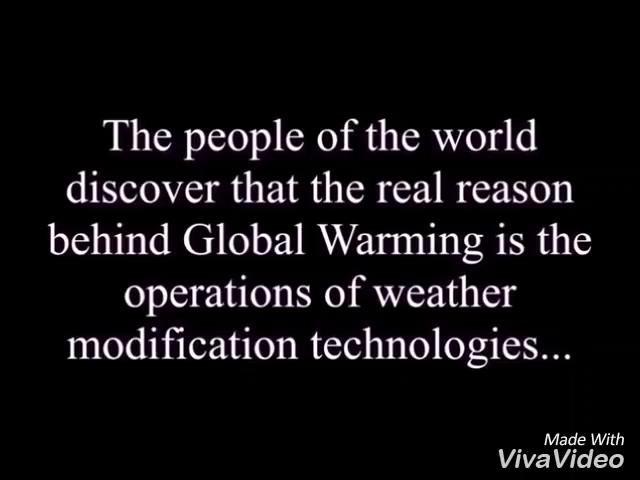 The people of the world
discover that the real reason
behind Global Warming is the
operations of weather
modification technologies...
Made With
VivaVideo